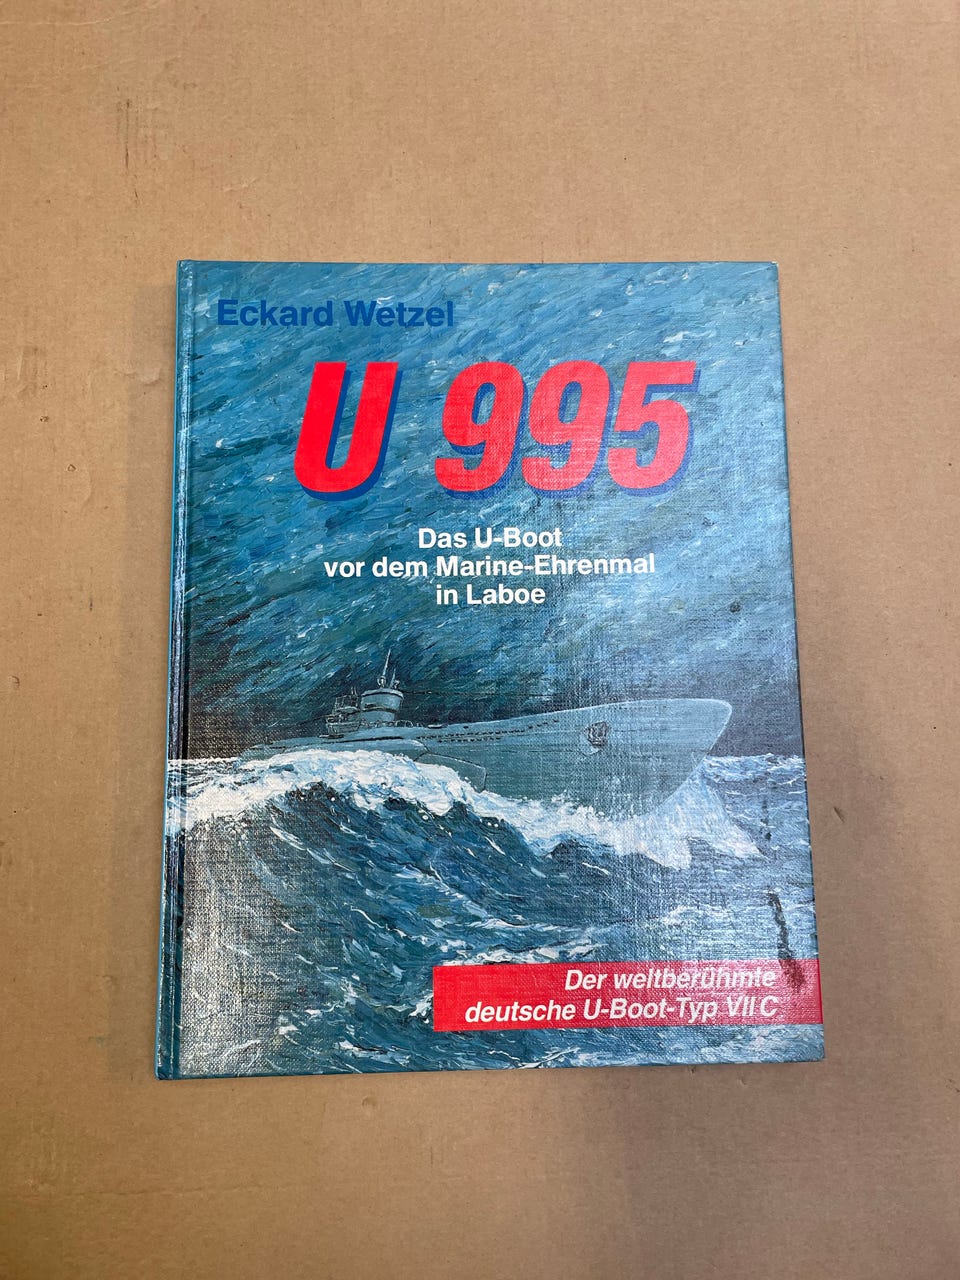 Eckard Wetzel
U 995
Das U-Boot
vor dem Marine-Ehrenmal
in Laboe
Der weltberühmte
deutsche U-Boot-Typ VII C